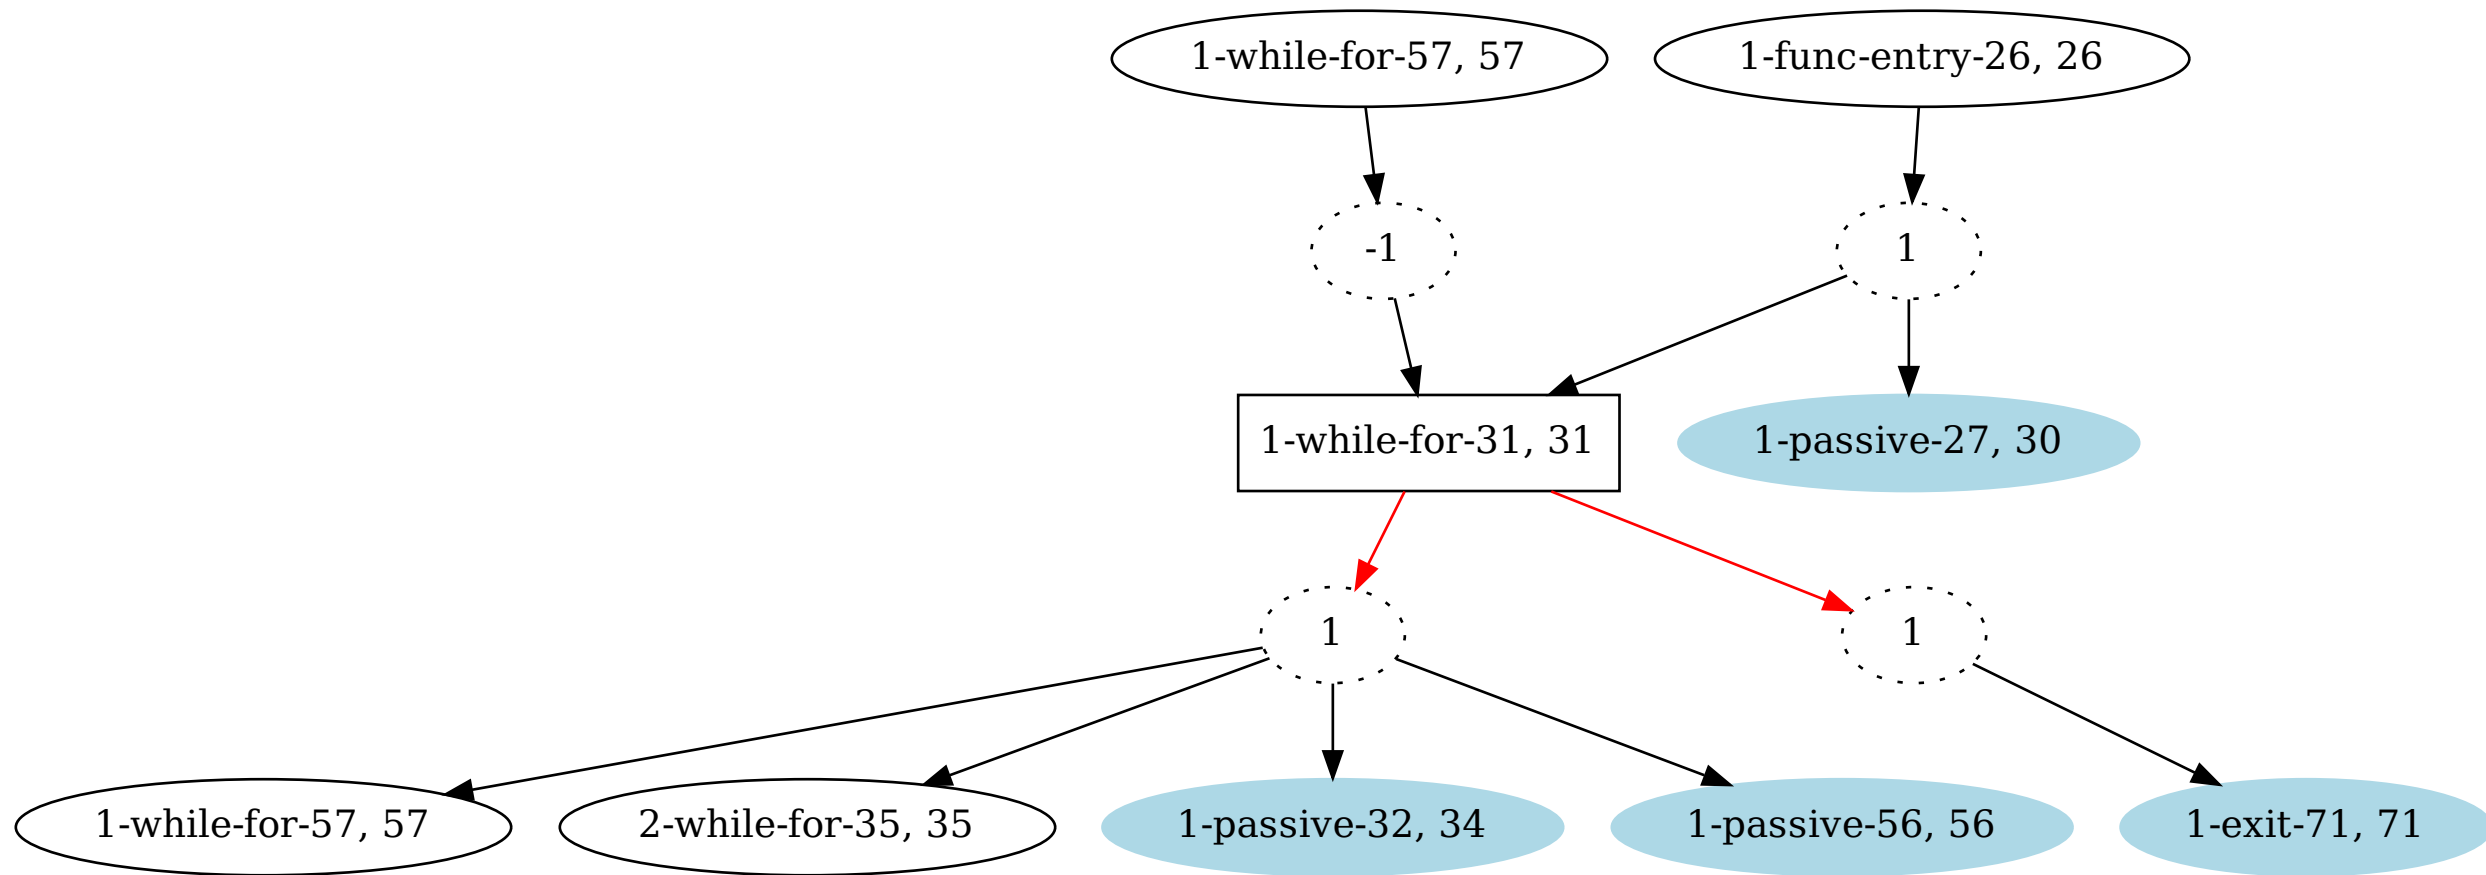 1-while-for-57, 57
1-func-entry-26, 26
-1
1
1-while-for-31, 31
1-passive-27, 30
1
1
1-while-for-57, 57
2-while-for-35, 35
1-passive-32, 34
1-passive-56, 56
1-exit-71, 71